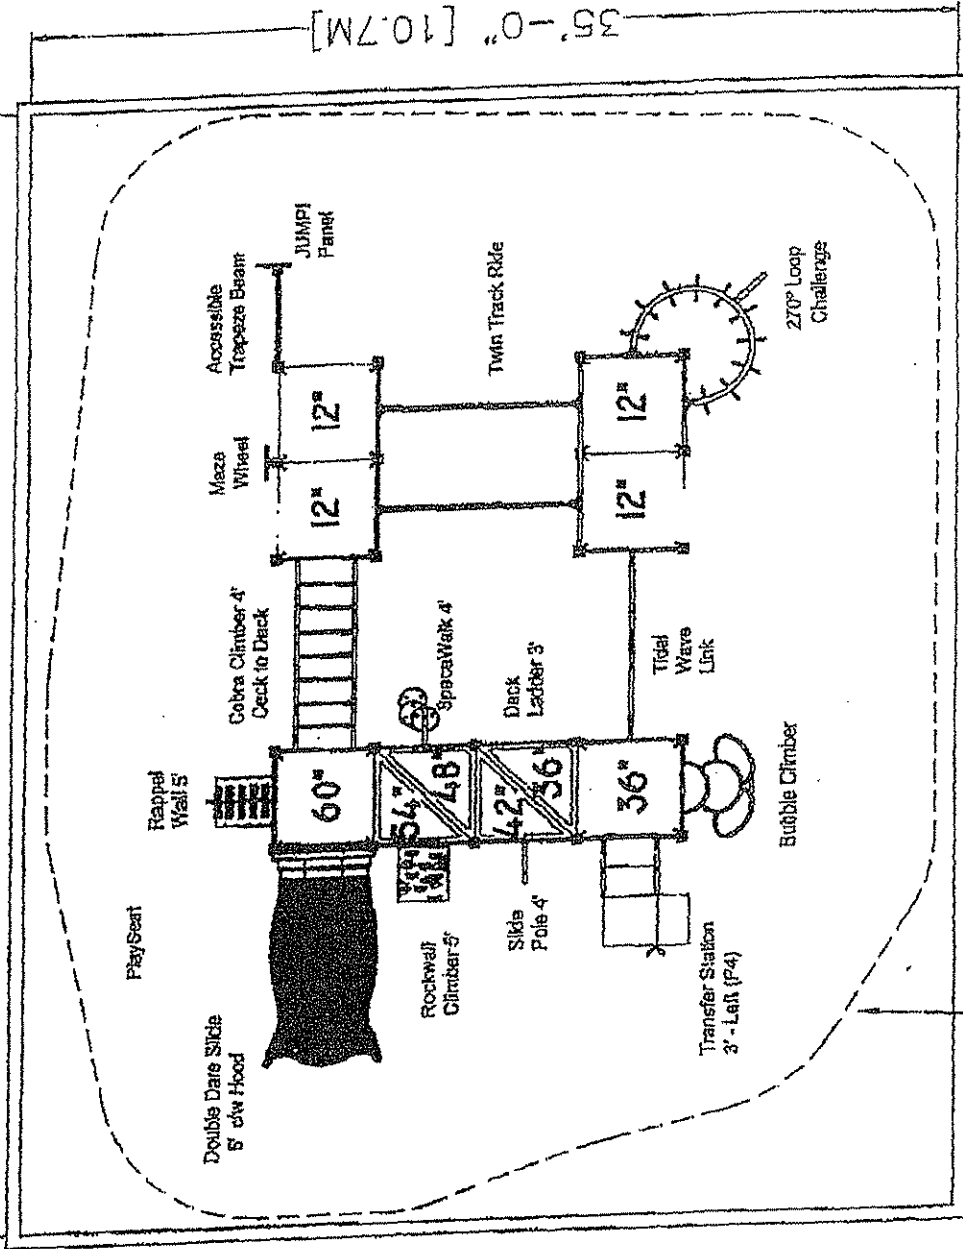 35'-0" [10.7M]
PlaySeat
Double Dare Slide
5' c/w Hood
Rappel
Wall 5'
Cobra Climber 4'
Deck to Deck
Maze
Wheel
Accessible
Trapeze Beam
JUMP!
Panel
60"
12"
12"
54"
48"
Rockwall
Climber 5'
SpaceWalk 4'
Twin Track Ride
42"
36"
Slide
Pole 4'
Deck
Ladder 3'
36"
12"
12"
Transfer Station
3' - Left (P4)
Tidal
Wave
Link
270° Loop
Challenge
Bubble Climber